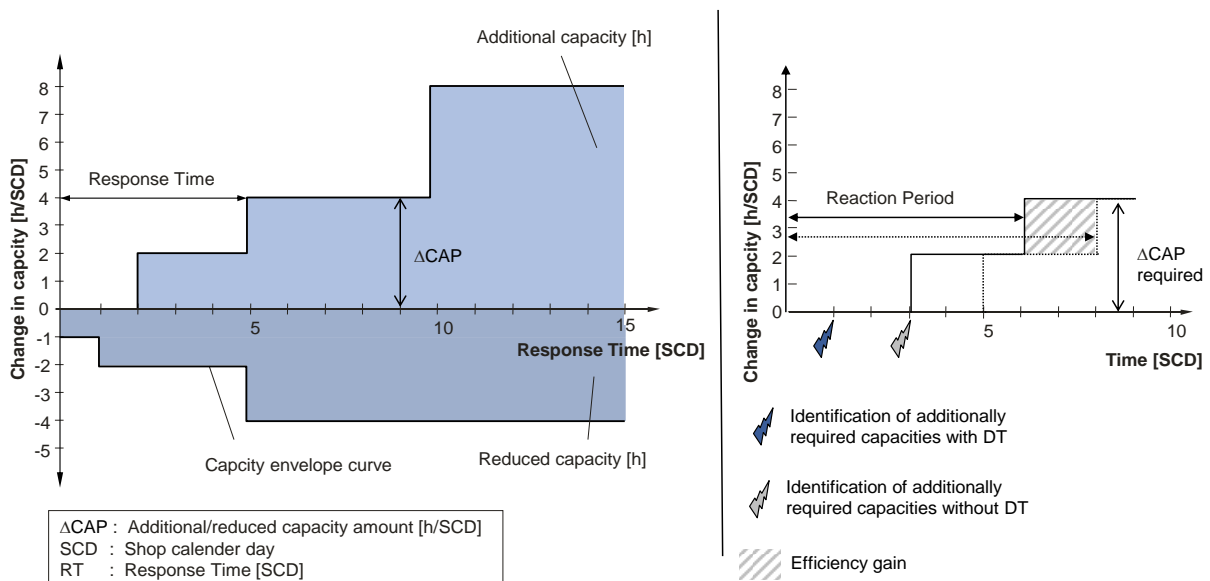 Additional capacity [h]
Change in capcity [h/SCD]
8
7
6
5
4
3
2
1
0
-1
-2
-3
-4
-5
Response Time
ΔCAP
5
10
15
Response Time [SCD]
Capcity envelope curve
Reduced capacity [h]
ΔCAP : Additional/reduced capacity amount [h/SCD]
SCD : Shop calender day
RT : Response Time [SCD]
Change in capcity [h/SCD]
8
7
6
5
4
3
2
1
0
Reaction Period
ΔCAP
required
5
10
Time [SCD]
Identification of additionally
required capacities with DT
Identification of additionally
required capacities without DT
Efficiency gain